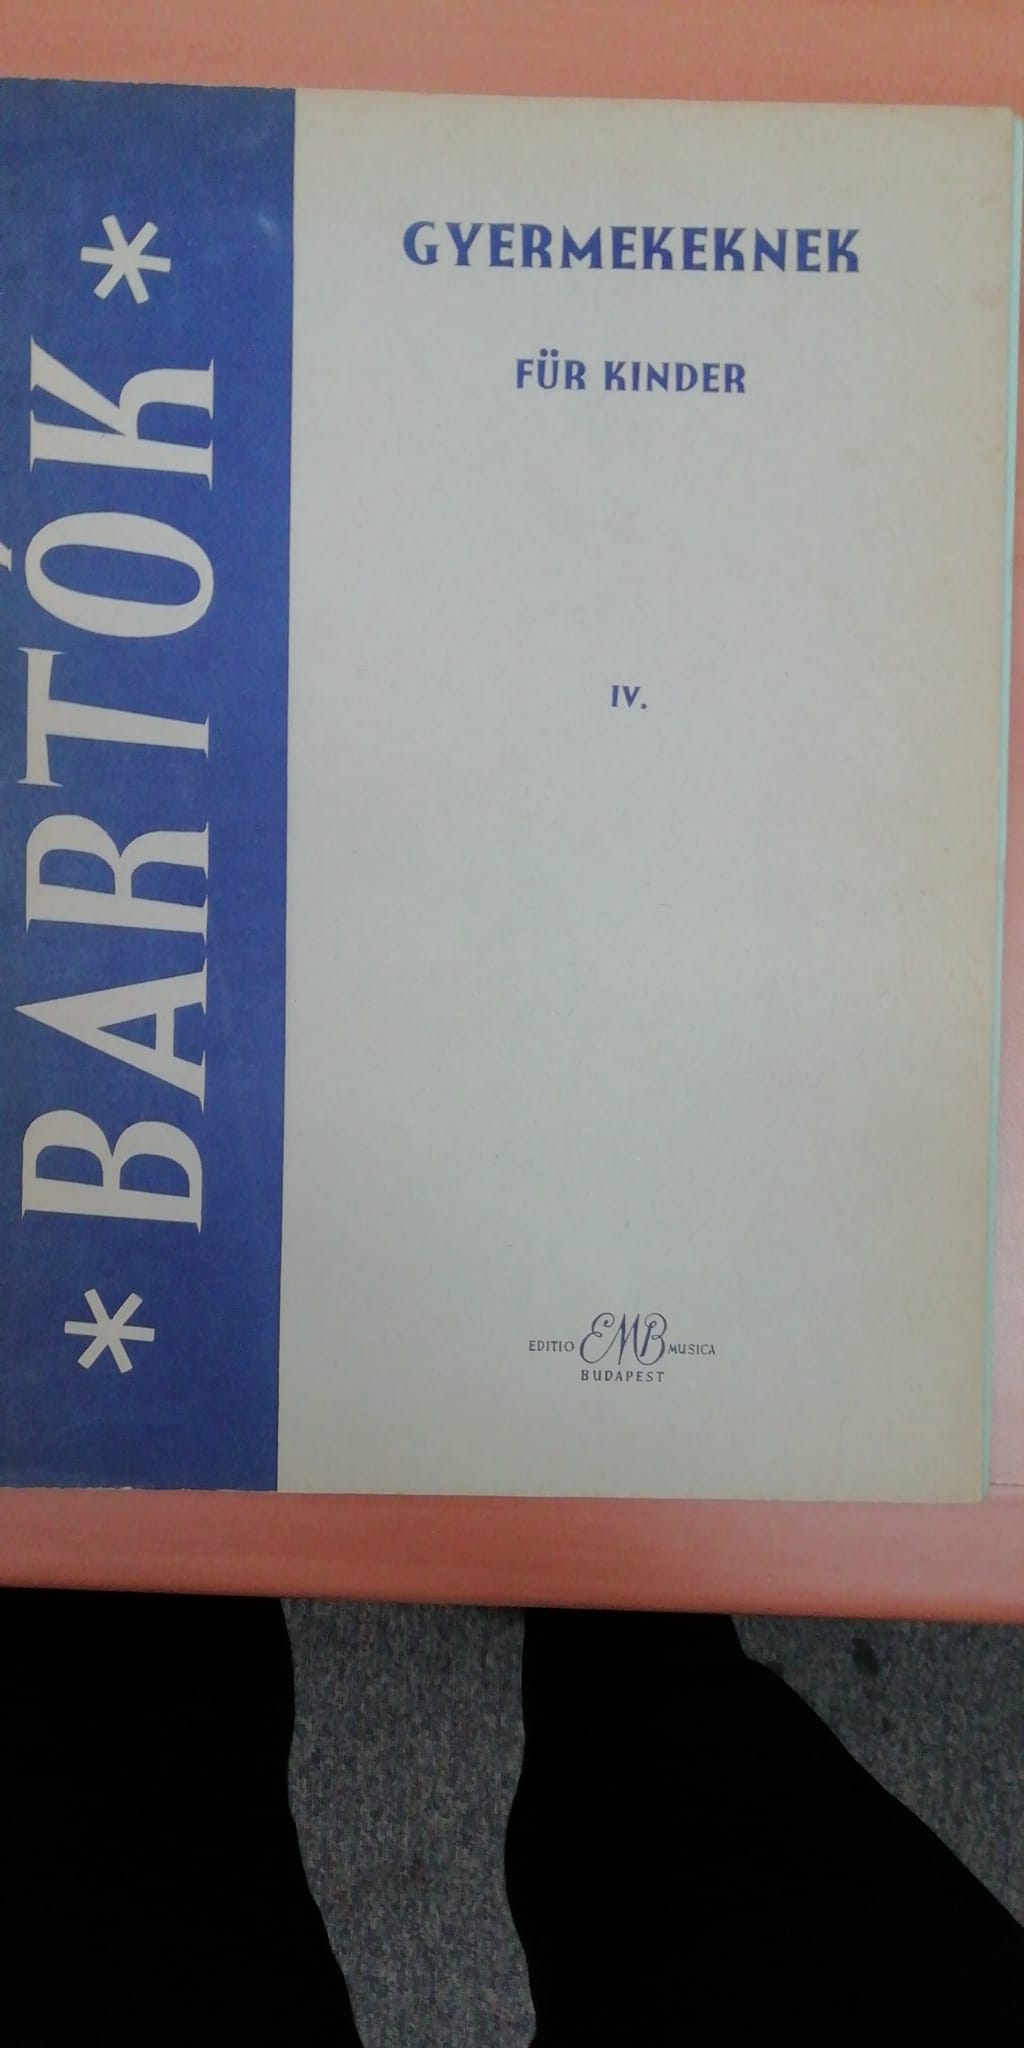 * BARTÓK *
GYERMEKEKNEK
FÜR KINDER
IV.
EDITIO EMB MUSICA
BUDAPEST